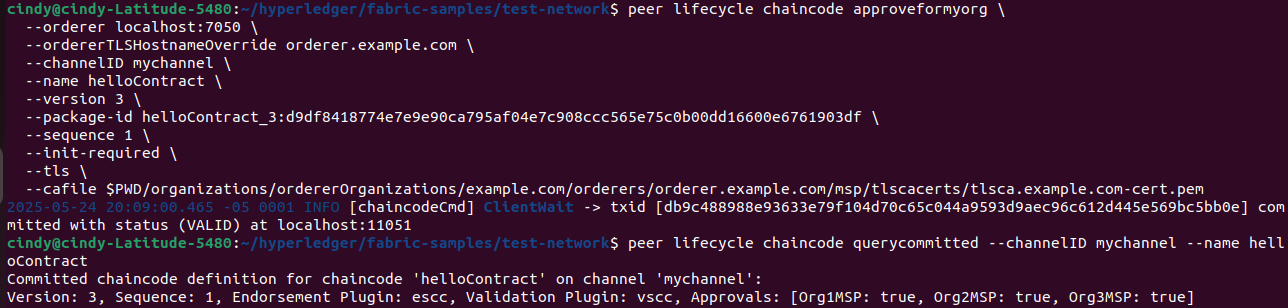 cindy@cindy-Latitude-5480:~/hyperledger/fabric-samples/test-network$ peer lifecycle chaincode approveformyorg \
  --orderer localhost:7050 \
  --ordererTLSHostnameOverride orderer.example.com \
  --channelID mychannel \
  --name helloContract \
  --version 3 \
  --package-id helloContract_3:d9df8418774e7e9e90ca795af04e7c908ccc565e75c0b00dd16600e6761903df \
  --sequence 1 \
  --init-required \
  --tls \
  --cafile $PWD/organizations/ordererOrganizations/example.com/orderers/orderer.example.com/msp/tlscacerts/tlsca.example.com-cert.pem
2025-05-24 20:09:00.465 -05 0001 INFO [chaincodeCmd] ClientWait -> txid [db9c488988e93633e79f104d70c65c044a9593d9aec96c612d445e569bc5bb0e] com
mitted with status (VALID) at localhost:11051
cindy@cindy-Latitude-5480:~/hyperledger/fabric-samples/test-network$ peer lifecycle chaincode querycommitted --channelID mychannel --name hell
oContract
Committed chaincode definition for chaincode 'helloContract' on channel 'mychannel':
Version: 3, Sequence: 1, Endorsement Plugin: escc, Validation Plugin: vscc, Approvals: [Org1MSP: true, Org2MSP: true, Org3MSP: true]